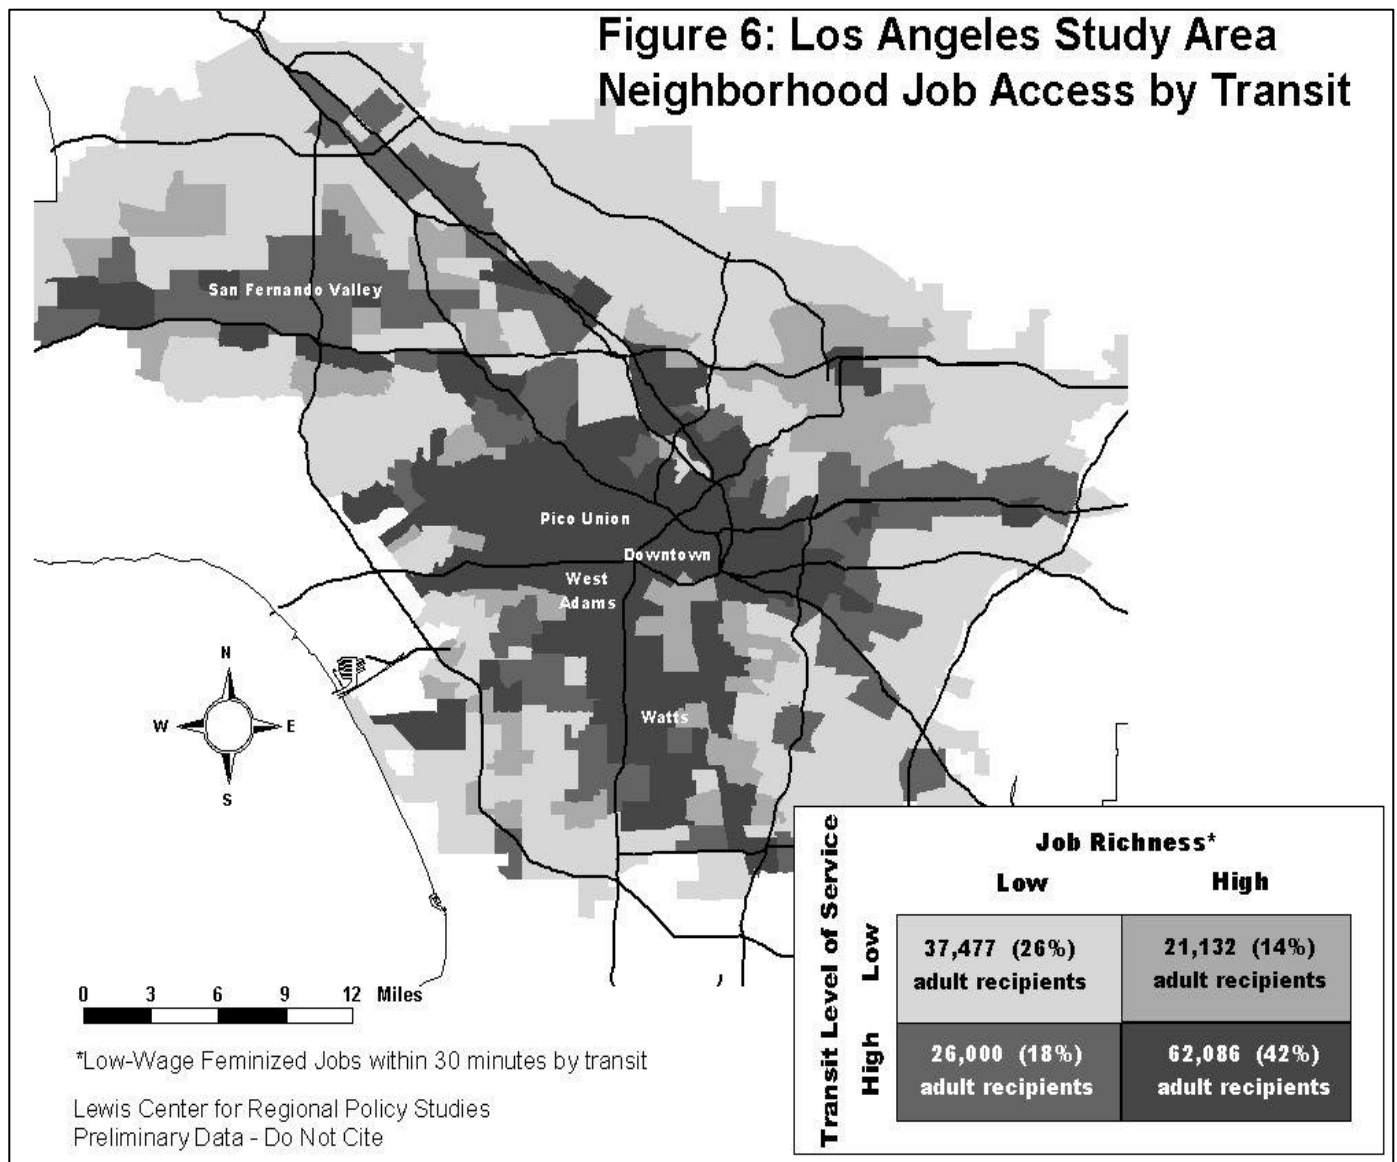 Figure 6: Los Angeles Study Area
Neighborhood Job Access by Transit
San Fernando Valley
Pico Union
Downtown
West
Adams
Watts
N
W
E
S
0 3 6 9 12 Miles
*Low-Wage Feminized Jobs within 30 minutes by transit
Lewis Center for Regional Policy Studies
Preliminary Data - Do Not Cite
Job Richness*
Low High
Transit Level of Service
Low
37,477 (26%)
adult recipients
21,132 (14%)
adult recipients
High
26,000 (18%)
adult recipients
62,086 (42%)
adult recipients